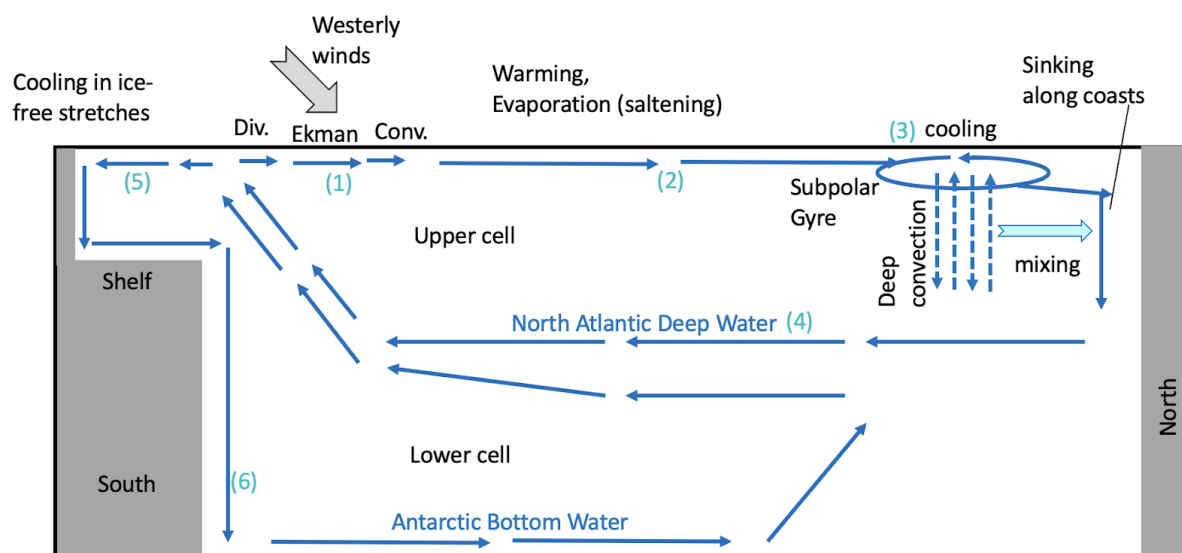 Westerly
winds
Cooling in ice-
free stretches
Warming,
Evaporation (saltening)
Sinking
along coasts
Div.
Ekman
Conv.
(3)
cooling
(5)
(1)
(2)
Subpolar
Gyre
Upper cell
Deep
convection
mixing
Shelf
North Atlantic Deep Water (4)
North
Lower cell
South
(6)
Antarctic Bottom Water